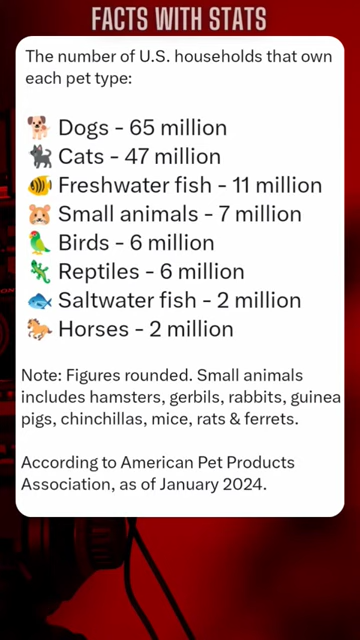 FACTS WITH STATS
The number of U.S. households that own
each pet type:
🐕 Dogs - 65 million
🐈‍⬛ Cats - 47 million
🐠 Freshwater fish - 11 million
🐹 Small animals - 7 million
🦜 Birds - 6 million
🦎 Reptiles - 6 million
🐟 Saltwater fish - 2 million
🐎 Horses - 2 million
Note: Figures rounded. Small animals
includes hamsters, gerbils, rabbits, guinea
pigs, chinchillas, mice, rats & ferrets.
According to American Pet Products
Association, as of January 2024.